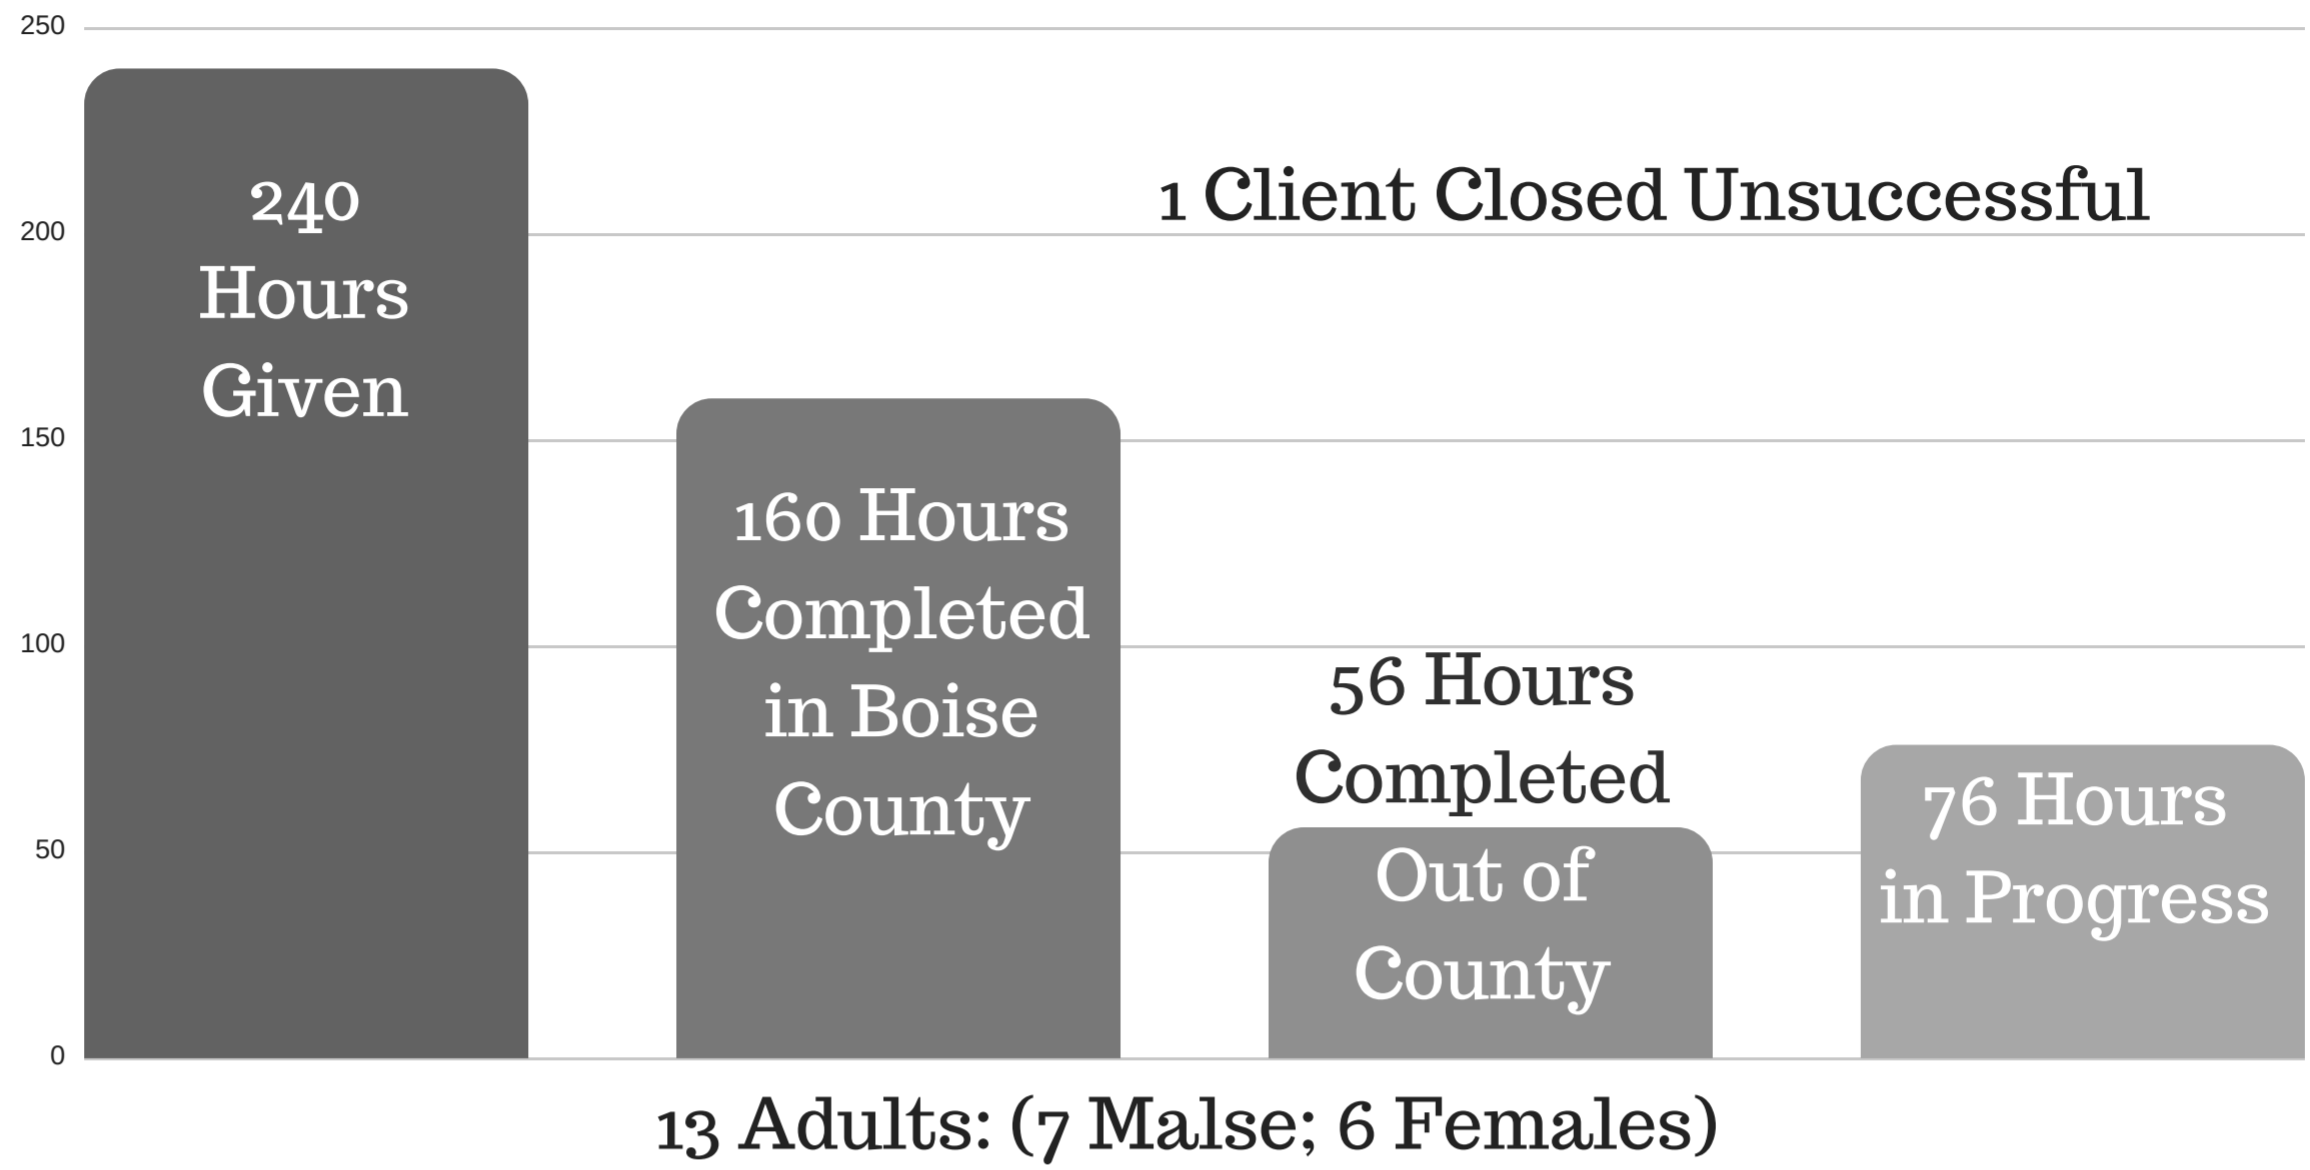 250
240
Hours
Given
1 Client Closed Unsuccessful
200
150
160 Hours
Completed
in Boise
County
100
56 Hours
Completed
Out of
County
76 Hours
in Progress
50
0
13 Adults: (7 Malse; 6 Females)